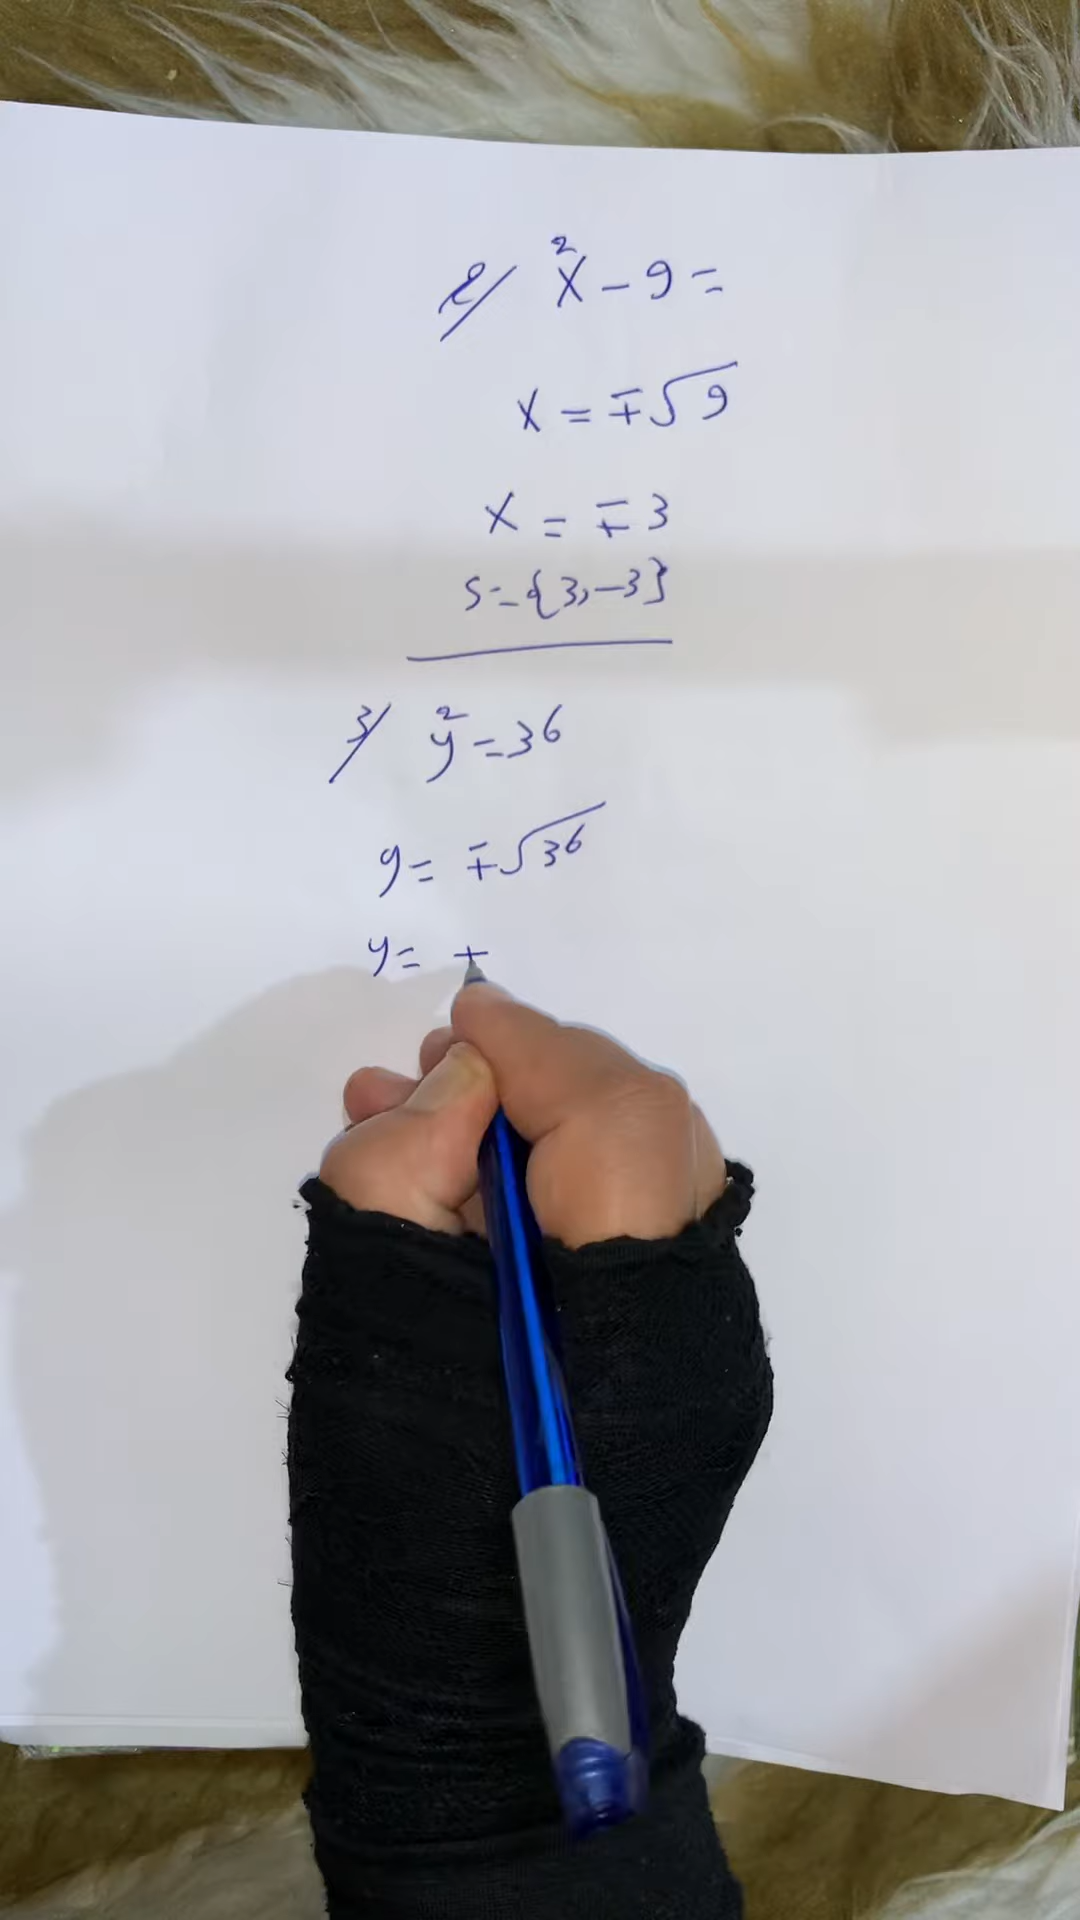 2/ x² - 9 =
x = ∓√9
x = ∓3
S = {3, -3}
3/ y² = 36
y = ∓√36
y = +